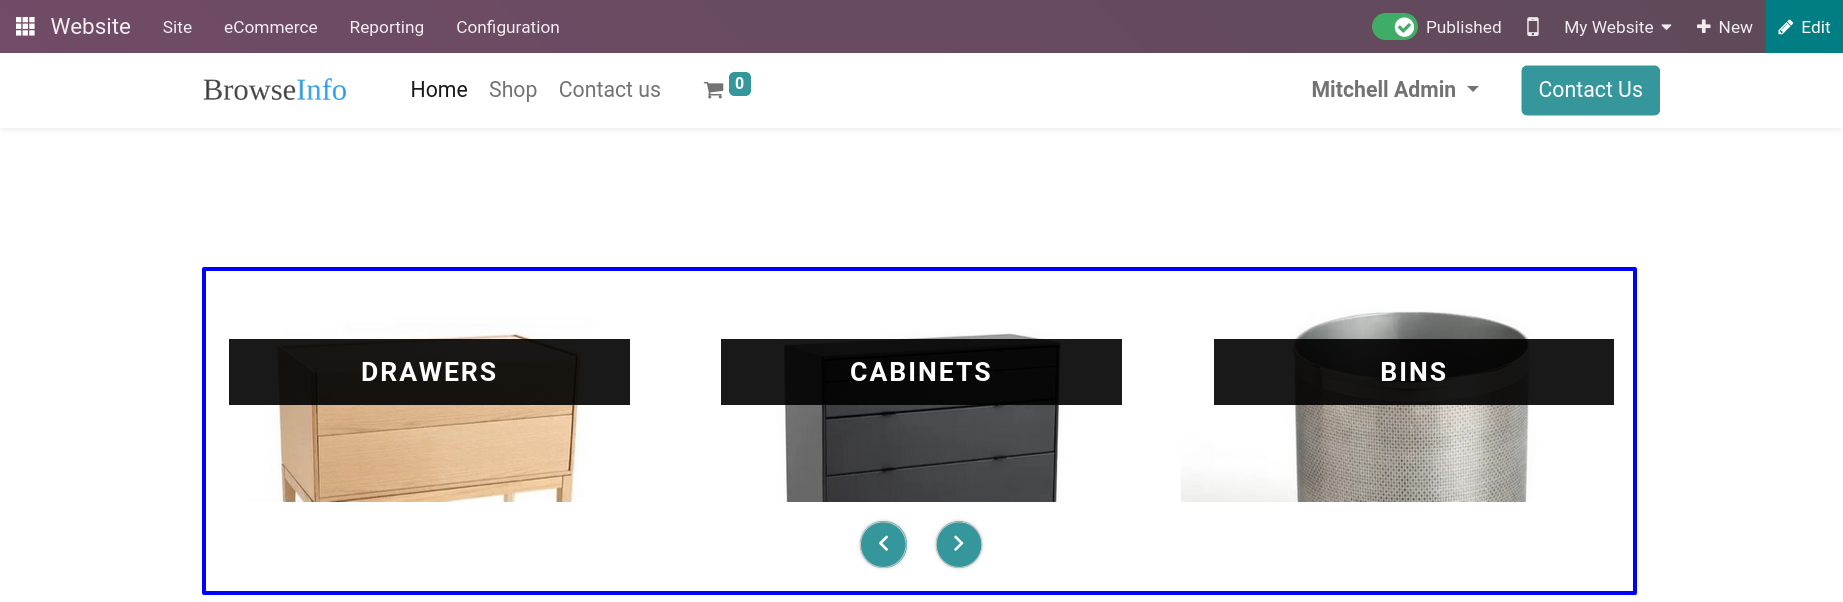 Website Site eCommerce Reporting Configuration Published My Website New Edit
BrowseInfo Home Shop Contact us 0 Mitchell Admin Contact Us
DRAWERS CABINETS BINS